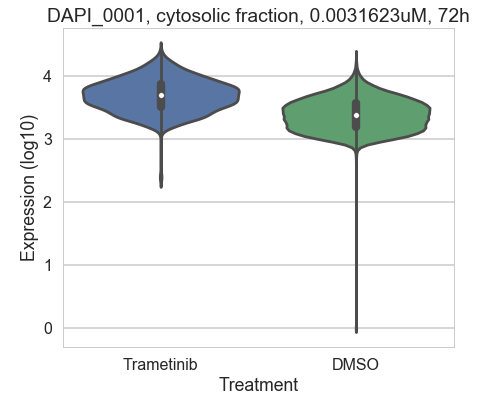 DAPI_0001, cytosolic fraction, 0.0031623uM, 72h
Expression (log10)
4
3
2
1
0
Trametinib
DMSO
Treatment